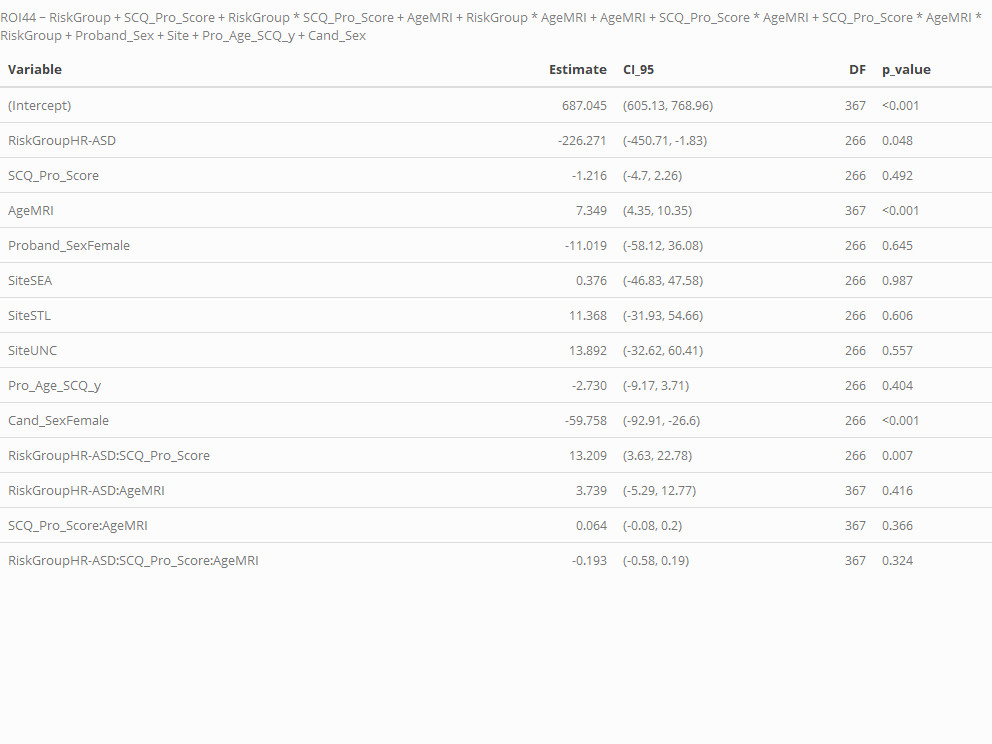 ROI44 ~ RiskGroup + SCQ_Pro_Score + RiskGroup * SCQ_Pro_Score + AgeMRI + RiskGroup * AgeMRI + AgeMRI + SCQ_Pro_Score * AgeMRI + SCQ_Pro_Score * AgeMRI *
RiskGroup + Proband_Sex + Site + Pro_Age_SCQ_y + Cand_Sex
Variable Estimate CI_95 DF p_value
(Intercept) 687.045 (605.13, 768.96) 367 <0.001
RiskGroupHR-ASD -226.271 (-450.71, -1.83) 266 0.048
SCQ_Pro_Score -1.216 (-4.7, 2.26) 266 0.492
AgeMRI 7.349 (4.35, 10.35) 367 <0.001
Proband_SexFemale -11.019 (-58.12, 36.08) 266 0.645
SiteSEA 0.376 (-46.83, 47.58) 266 0.987
SiteSTL 11.368 (-31.93, 54.66) 266 0.606
SiteUNC 13.892 (-32.62, 60.41) 266 0.557
Pro_Age_SCQ_y -2.730 (-9.17, 3.71) 266 0.404
Cand_SexFemale -59.758 (-92.91, -26.6) 266 <0.001
RiskGroupHR-ASD:SCQ_Pro_Score 13.209 (3.63, 22.78) 266 0.007
RiskGroupHR-ASD:AgeMRI 3.739 (-5.29, 12.77) 367 0.416
SCQ_Pro_Score:AgeMRI 0.064 (-0.08, 0.2) 367 0.366
RiskGroupHR-ASD:SCQ_Pro_Score:AgeMRI -0.193 (-0.58, 0.19) 367 0.324